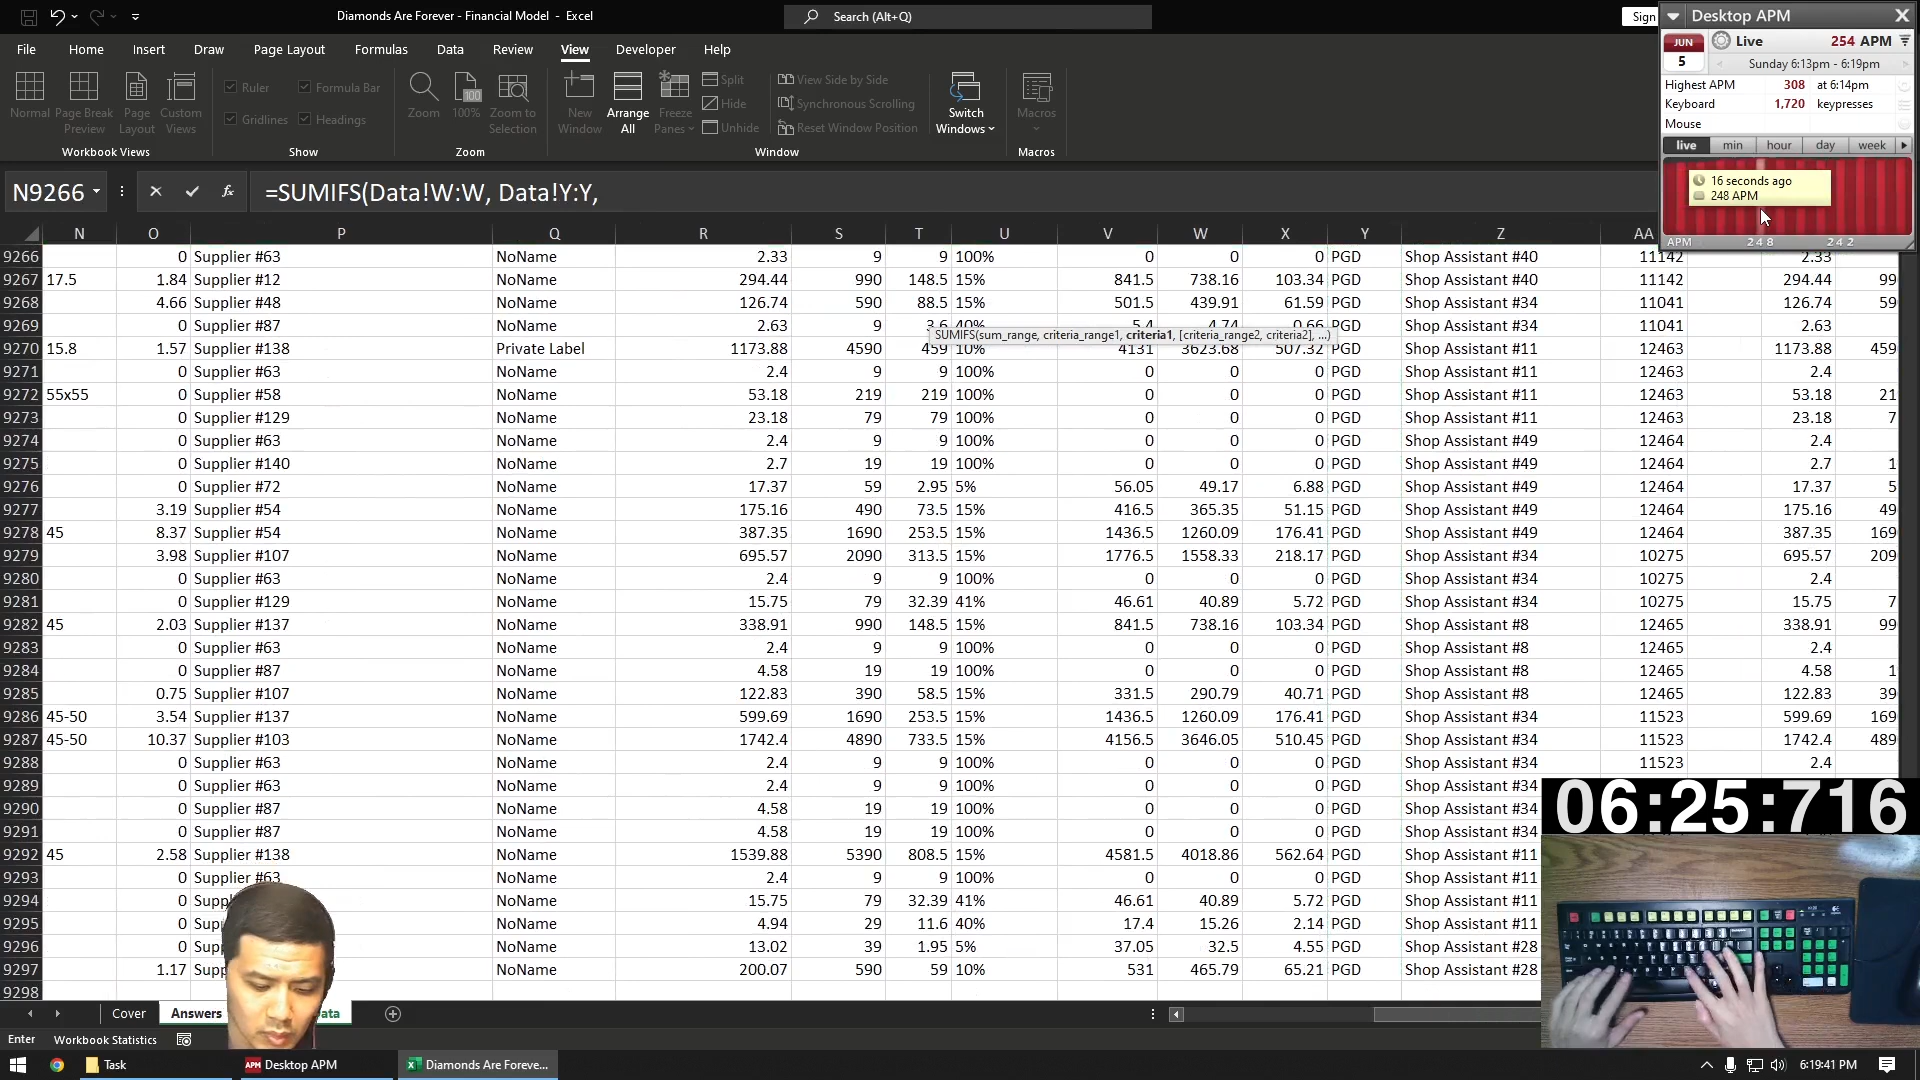 Diamonds Are Forever - Financial Model - Excel
Search (Alt+Q)
Sign
File Home Insert Draw Page Layout Formulas Data Review View Developer Help
Normal
Page Break Preview
Page Layout
Custom Views
Workbook Views
Ruler
Formula Bar
Gridlines
Headings
Show
Zoom
100%
Zoom to Selection
Zoom
New Window
Arrange All
Freeze Panes
Split
Hide
Unhide
View Side by Side
Synchronous Scrolling
Reset Window Position
Window
Switch Windows
Macros
Macros
Desktop APM
JUN 5
Live 254 APM
Sunday 6:13pm - 6:19pm
Highest APM 308 at 6:14pm
Keyboard 1,720 keypresses
Mouse
live min hour day week
16 seconds ago
248 APM
APM 248 242
N9266 =SUMIFS(Data!W:W, Data!Y:Y,
N O P Q R S T U V W X Y Z AA
9266 0 Supplier #63 NoName 2.33 9 9 100% 0 0 0 PGD Shop Assistant #40 11142 2.33
9267 17.5 1.84 Supplier #12 NoName 294.44 990 148.5 15% 841.5 738.16 103.34 PGD Shop Assistant #40 11142 294.44 99
9268 4.66 Supplier #48 NoName 126.74 590 88.5 15% 501.5 439.91 61.59 PGD Shop Assistant #34 11041 126.74 59
9269 0 Supplier #87 NoName 2.63 9 3.6 40% 5.4 4.74 0.66 PGD Shop Assistant #34 11041 2.63
SUMIFS(sum_range, criteria_range1, criteria1, [criteria_range2, criteria2], ...)
9270 15.8 1.57 Supplier #138 Private Label 1173.88 4590 459 10% 4131 3623.68 507.32 PGD Shop Assistant #11 12463 1173.88 459
9271 0 Supplier #63 NoName 2.4 9 9 100% 0 0 0 PGD Shop Assistant #11 12463 2.4
9272 55x55 0 Supplier #58 NoName 53.18 219 219 100% 0 0 0 PGD Shop Assistant #11 12463 53.18 21
9273 0 Supplier #129 NoName 23.18 79 79 100% 0 0 0 PGD Shop Assistant #11 12463 23.18 7
9274 0 Supplier #63 NoName 2.4 9 9 100% 0 0 0 PGD Shop Assistant #49 12464 2.4
9275 0 Supplier #140 NoName 2.7 19 19 100% 0 0 0 PGD Shop Assistant #49 12464 2.7 1
9276 0 Supplier #72 NoName 17.37 59 2.95 5% 56.05 49.17 6.88 PGD Shop Assistant #49 12464 17.37 5
9277 3.19 Supplier #54 NoName 175.16 490 73.5 15% 416.5 365.35 51.15 PGD Shop Assistant #49 12464 175.16 49
9278 45 8.37 Supplier #54 NoName 387.35 1690 253.5 15% 1436.5 1260.09 176.41 PGD Shop Assistant #49 12464 387.35 169
9279 3.98 Supplier #107 NoName 695.57 2090 313.5 15% 1776.5 1558.33 218.17 PGD Shop Assistant #34 10275 695.57 209
9280 0 Supplier #63 NoName 2.4 9 9 100% 0 0 0 PGD Shop Assistant #34 10275 2.4
9281 0 Supplier #129 NoName 15.75 79 32.39 41% 46.61 40.89 5.72 PGD Shop Assistant #34 10275 15.75 7
9282 45 2.03 Supplier #137 NoName 338.91 990 148.5 15% 841.5 738.16 103.34 PGD Shop Assistant #8 12465 338.91 99
9283 0 Supplier #63 NoName 2.4 9 9 100% 0 0 0 PGD Shop Assistant #8 12465 2.4
9284 0 Supplier #87 NoName 4.58 19 19 100% 0 0 0 PGD Shop Assistant #8 12465 4.58 1
9285 0.75 Supplier #107 NoName 122.83 390 58.5 15% 331.5 290.79 40.71 PGD Shop Assistant #8 12465 122.83 39
9286 45-50 3.54 Supplier #137 NoName 599.69 1690 253.5 15% 1436.5 1260.09 176.41 PGD Shop Assistant #34 11523 599.69 169
9287 45-50 10.37 Supplier #103 NoName 1742.4 4890 733.5 15% 4156.5 3646.05 510.45 PGD Shop Assistant #34 11523 1742.4 489
9288 0 Supplier #63 NoName 2.4 9 9 100% 0 0 0 PGD Shop Assistant #34 11523 2.4
9289 0 Supplier #63 NoName 2.4 9 9 100% 0 0 0 PGD Shop Assistant #34
9290 0 Supplier #87 NoName 4.58 19 19 100% 0 0 0 PGD Shop Assistant #34
9291 0 Supplier #87 NoName 4.58 19 19 100% 0 0 0 PGD Shop Assistant #34
9292 45 2.58 Supplier #138 NoName 1539.88 5390 808.5 15% 4581.5 4018.86 562.64 PGD Shop Assistant #11
9293 0 Supplier #63 NoName 2.4 9 9 100% 0 0 0 PGD Shop Assistant #11
9294 0 NoName 15.75 79 32.39 41% 46.61 40.89 5.72 PGD Shop Assistant #11
9295 0 NoName 4.94 29 11.6 40% 17.4 15.26 2.14 PGD Shop Assistant #11
9296 0 NoName 13.02 39 1.95 5% 37.05 32.5 4.55 PGD Shop Assistant #28
9297 1.17 NoName 200.07 590 59 10% 531 465.79 65.21 PGD Shop Assistant #28
9298
06:25:716
Cover Answers ata
Enter Workbook Statistics
Task
APM Desktop APM
Diamonds Are Foreve...
6:19:41 PM